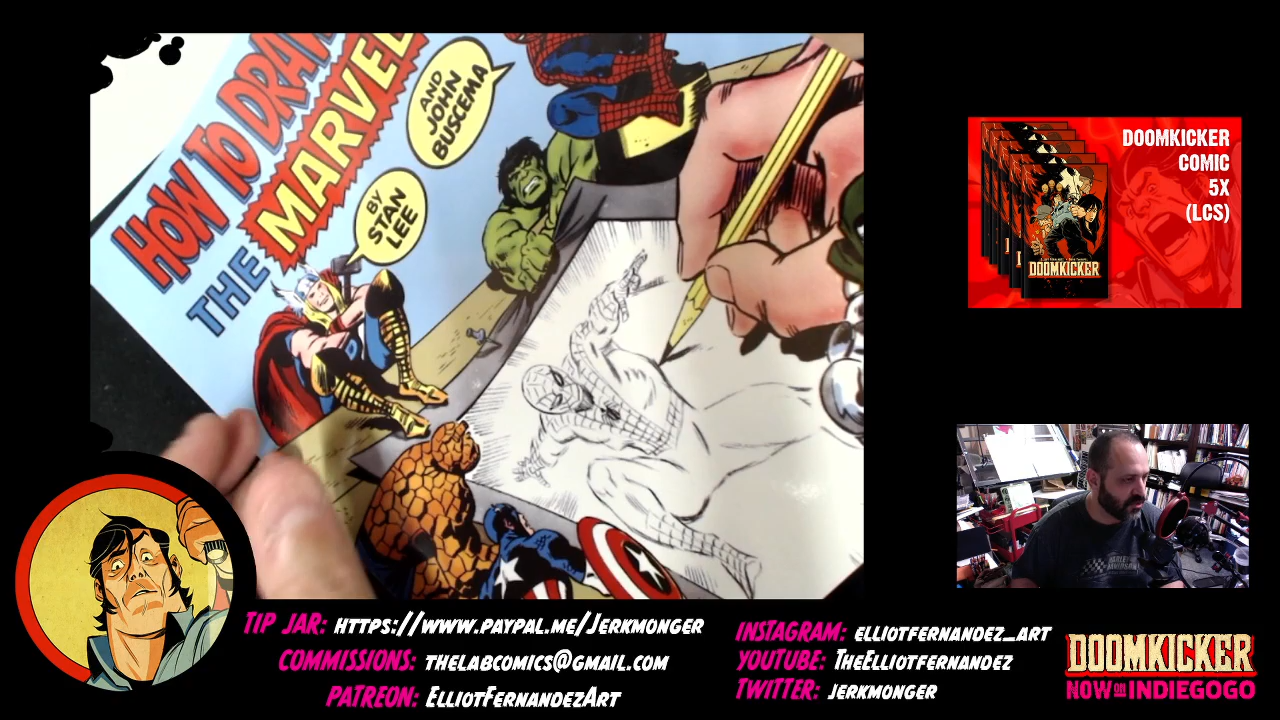 HOW TO DRAW
THE MARVEL
BY
STAN
LEE
AND
JOHN
BUSCEMA
DOOMKICKER
COMIC
5X
(LCS)
DOOMKICKER
TIP JAR: HTTPS://WWW.PAYPAL.ME/JERKMONGER
COMMISSIONS: THELABCOMICS@GMAIL.COM
PATREON: ELLIOTFERNANDEZART
INSTAGRAM: ELLIOTFERNANDEZ_ART
YOUTUBE: THEELLIOTFERNANDEZ
TWITTER: JERKMONGER
DOOMKICKER
NOW ON INDIEGOGO